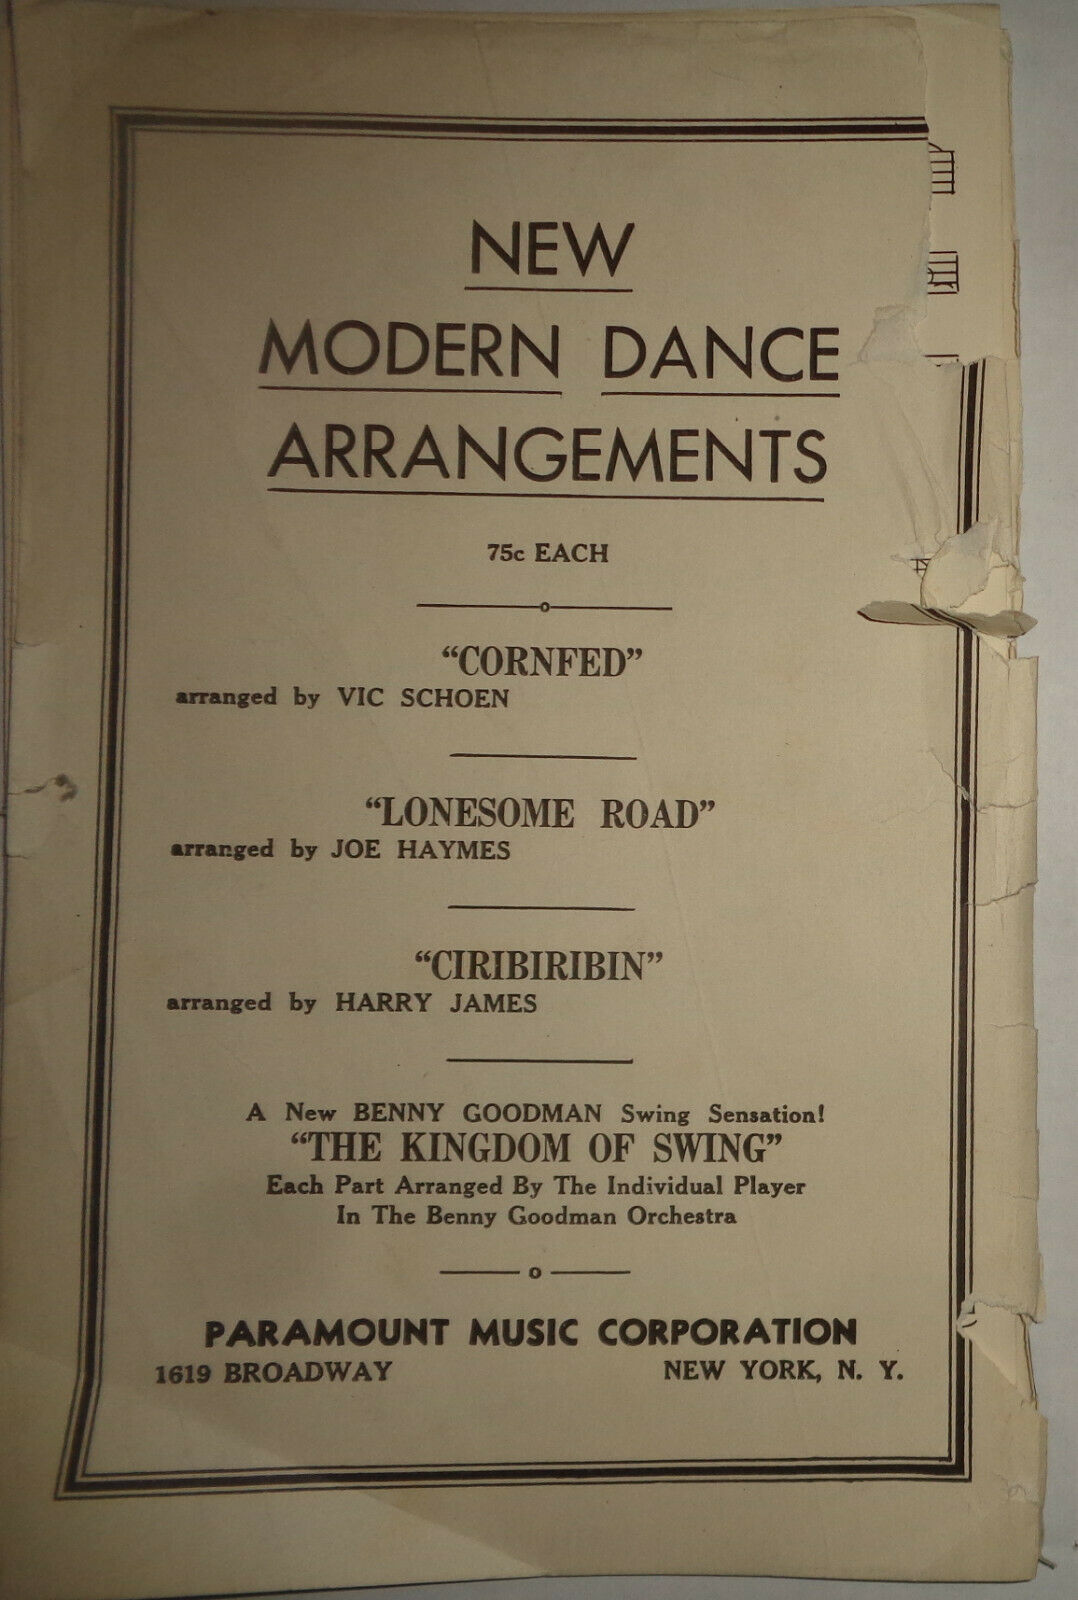 NEW
MODERN DANCE
ARRANGEMENTS
75c EACH
"CORNFED"
arranged by VIC SCHOEN
"LONESOME ROAD"
arranged by JOE HAYMES
"CIRIBIRIBIN"
arranged by HARRY JAMES
A New BENNY GOODMAN Swing Sensation!
"THE KINGDOM OF SWING"
Each Part Arranged By The Individual Player
In The Benny Goodman Orchestra
PARAMOUNT MUSIC CORPORATION
1619 BROADWAY NEW YORK, N. Y.